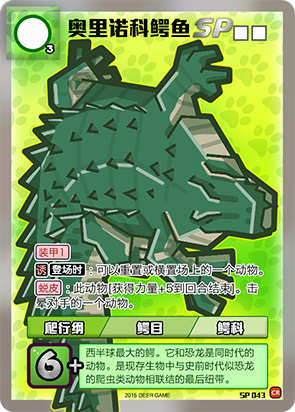 奥里诺科鳄鱼 SP
3
装甲1
诱 登场时：可以重置或横置场上的一个动物。
蜕皮：此动物[获得力量+5到回合结束]。击
晕对手的一个动物。
爬行纲 鳄目 鳄科
6+
西半球最大的鳄。它和恐龙是同时代的
动物。是现存生物中与史前时代似恐龙
的爬虫类动物相联结的最后纽带。
2015 DEER GAME
SP 043 CR